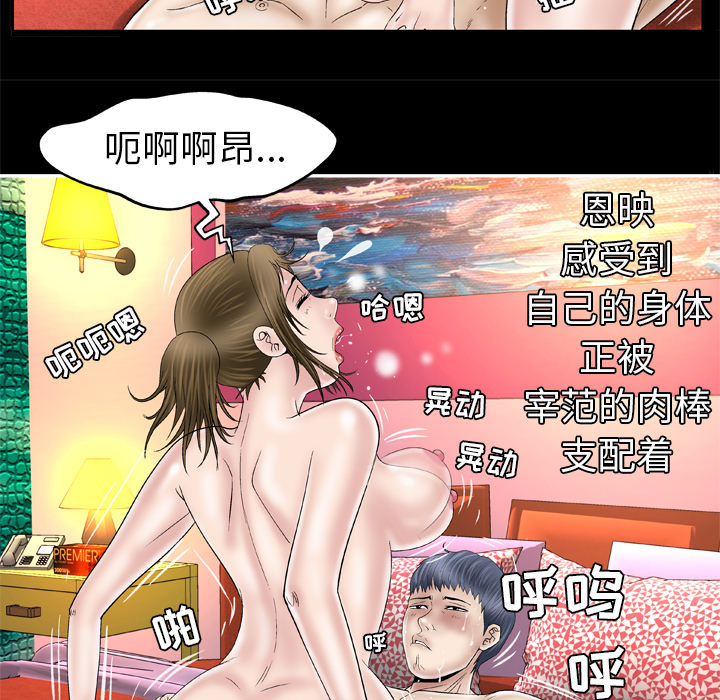 呃啊啊昂...
恩映
感受到
自己的身体
正被
宰范的肉棒
支配着
哈嗯
呃呃嗯
晃动
晃动
PREMIER
啪
呼
呼呜
呼